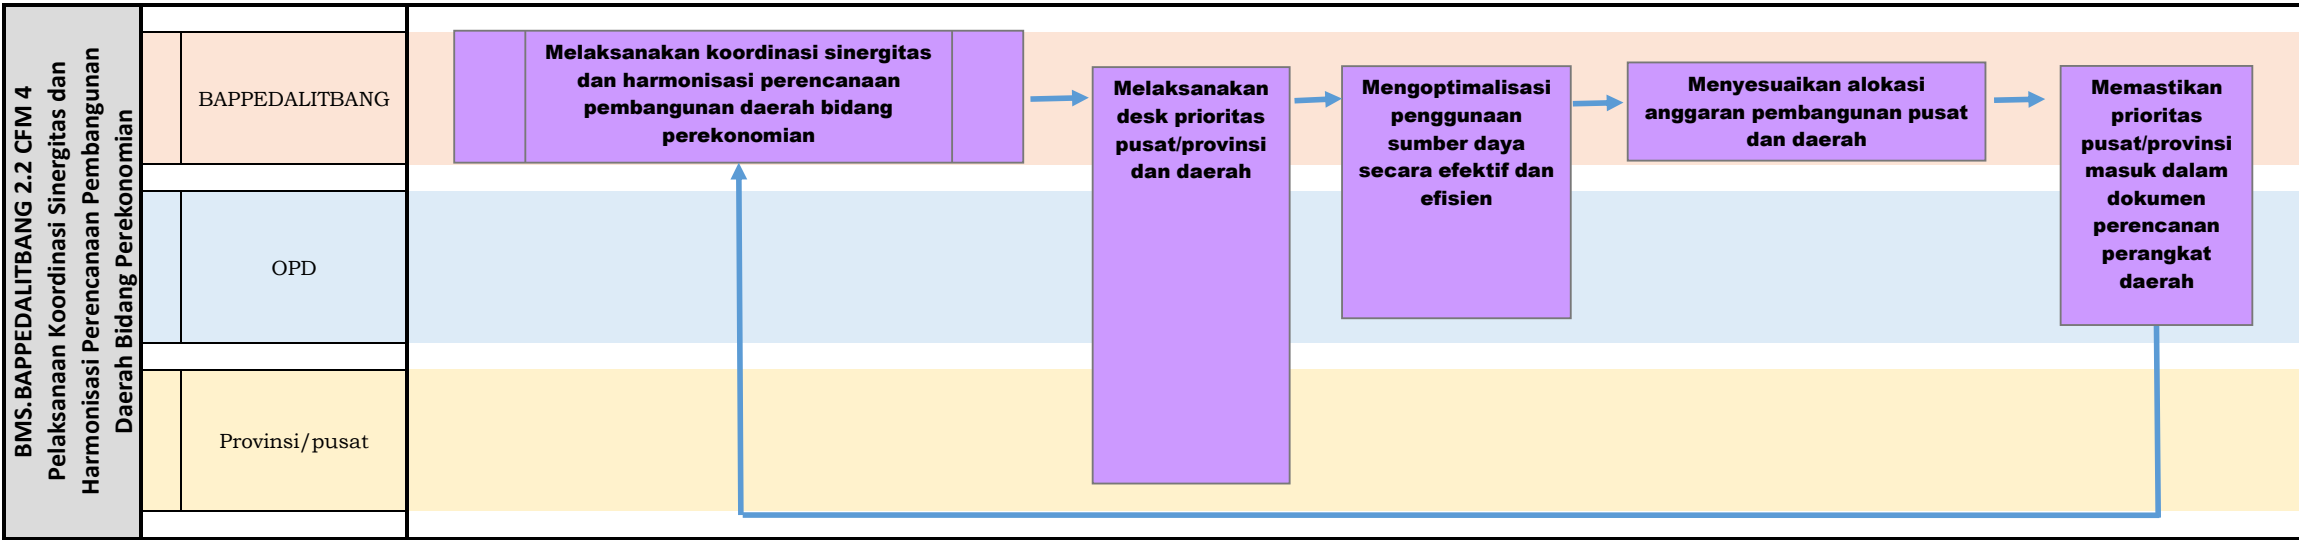 BMS.BAPPEDALITBANG 2.2 CFM 4
Pelaksanaan Koordinasi Sinergitas dan
Harmonisasi Perencanaan Pembangunan
Daerah Bidang Perekonomian
BAPPEDALITBANG
OPD
Provinsi/pusat
Melaksanakan koordinasi sinergitas
dan harmonisasi perencanaan
pembangunan daerah bidang
perekonomian
Melaksanakan
desk prioritas
pusat/provinsi
dan daerah
Mengoptimalisasi
penggunaan
sumber daya
secara efektif dan
efisien
Menyesuaikan alokasi
anggaran pembangunan pusat
dan daerah
Memastikan
prioritas
pusat/provinsi
masuk dalam
dokumen
perencanan
perangkat
daerah